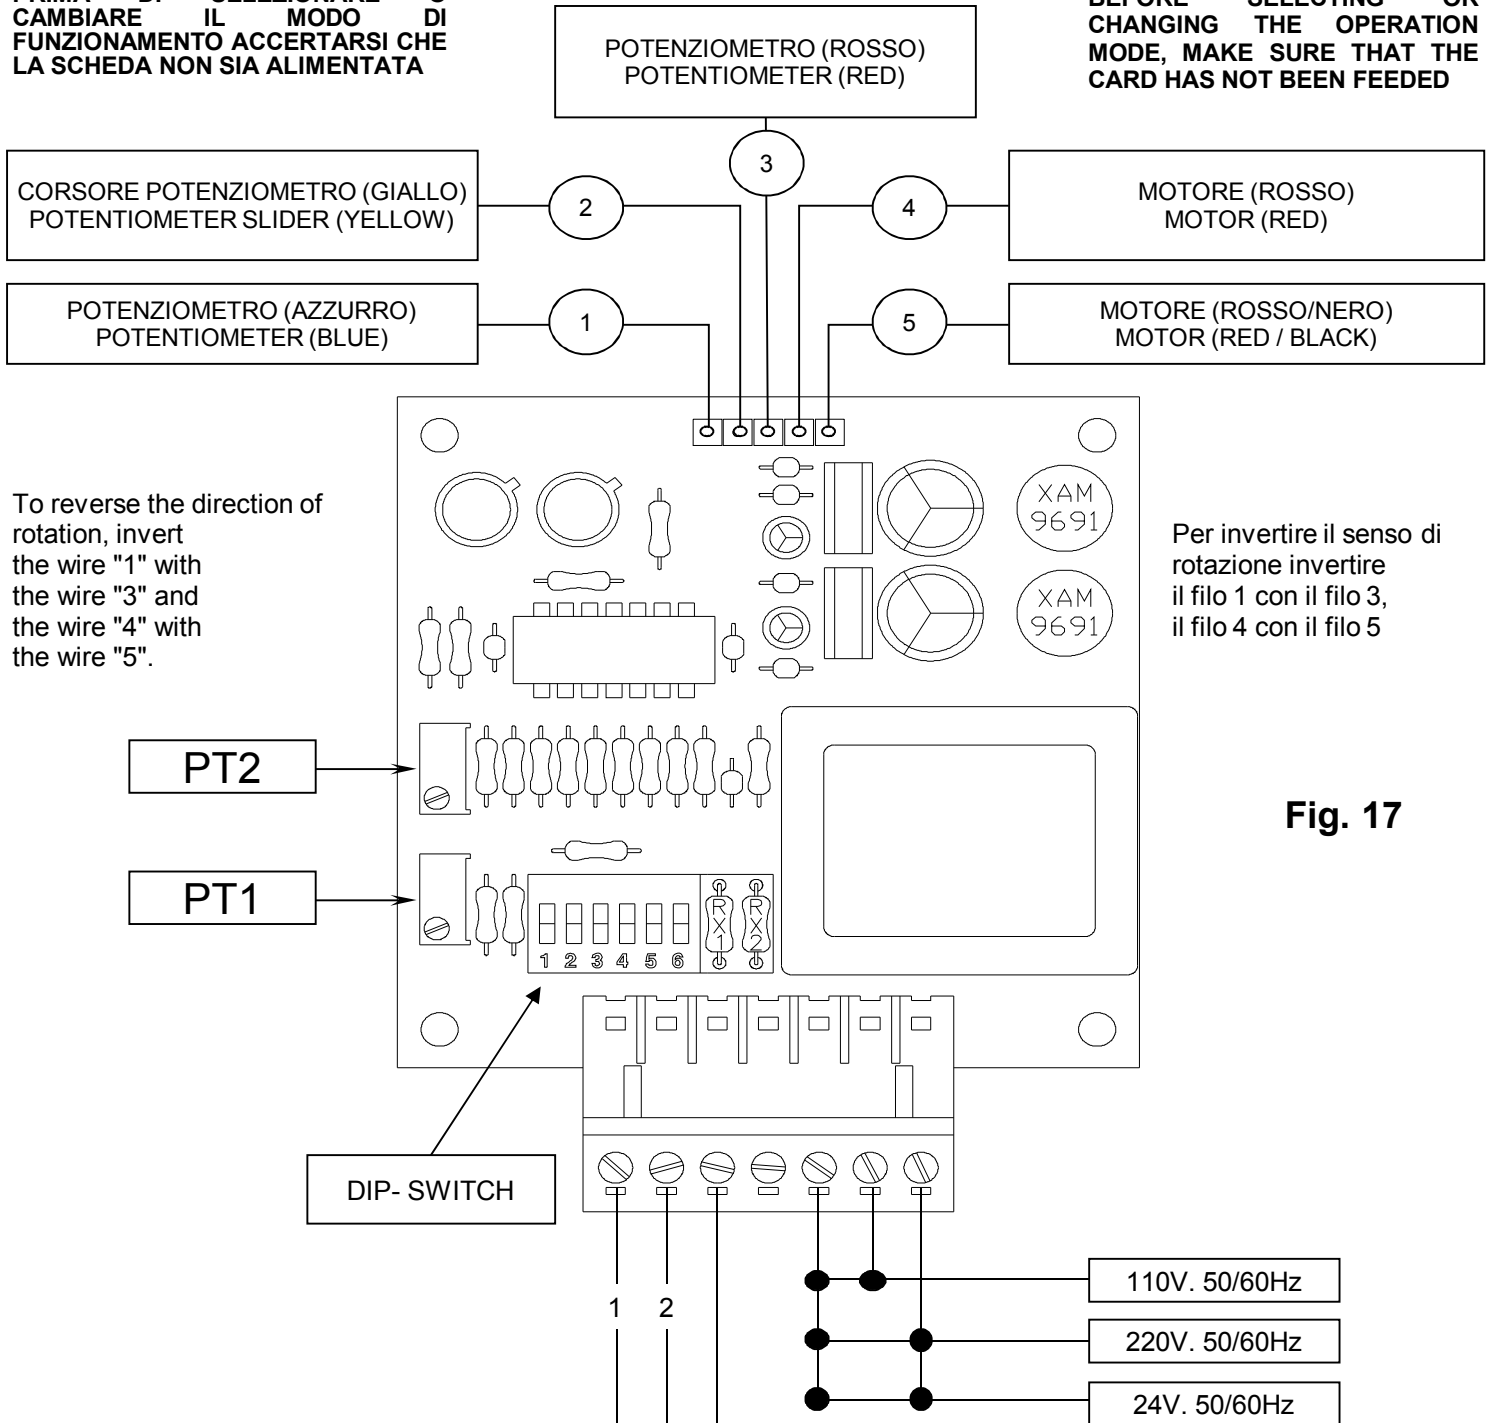 PRIMA DI SELEZIONARE O
CAMBIARE IL MODO DI
FUNZIONAMENTO ACCERTARSI CHE
LA SCHEDA NON SIA ALIMENTATA
BEFORE SELECTING OR
CHANGING THE OPERATION
MODE, MAKE SURE THAT THE
CARD HAS NOT BEEN FEEDED
POTENZIOMETRO (ROSSO)
POTENTIOMETER (RED)
3
CORSORE POTENZIOMETRO (GIALLO)
POTENTIOMETER SLIDER (YELLOW)
2
4
MOTORE (ROSSO)
MOTOR (RED)
POTENZIOMETRO (AZZURRO)
POTENTIOMETER (BLUE)
1
5
MOTORE (ROSSO/NERO)
MOTOR (RED / BLACK)
To reverse the direction of
rotation, invert
the wire "1" with
the wire "3" and
the wire "4" with
the wire "5".
XAM
9691
XAM
9691
Per invertire il senso di
rotazione invertire
il filo 1 con il filo 3,
il filo 4 con il filo 5
PT2
Fig. 17
PT1
RX1
RX2
1 2 3 4 5 6
DIP- SWITCH
1 2
110V. 50/60Hz
220V. 50/60Hz
24V. 50/60Hz